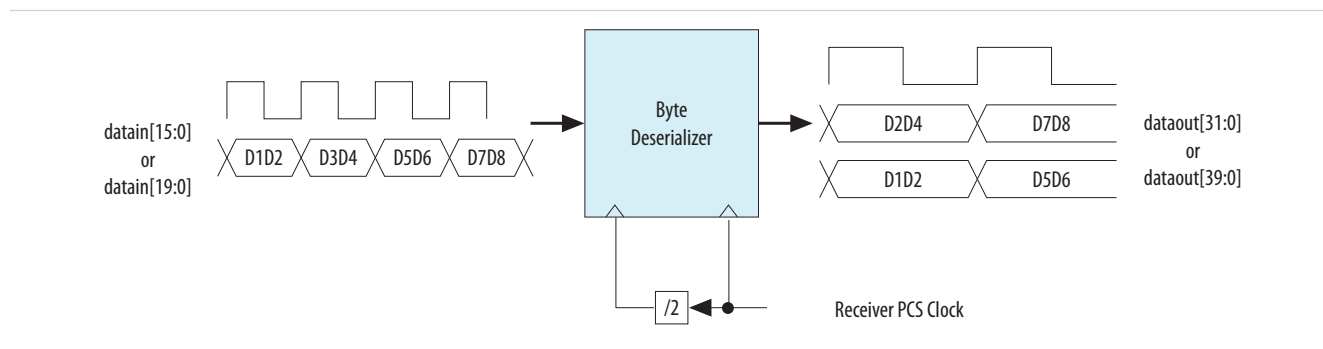 datain[15:0]
or
datain[19:0]
D1D2
D3D4
D5D6
D7D8
Byte
Deserializer
D2D4
D7D8
D1D2
D5D6
dataout[31:0]
or
dataout[39:0]
/2
Receiver PCS Clock